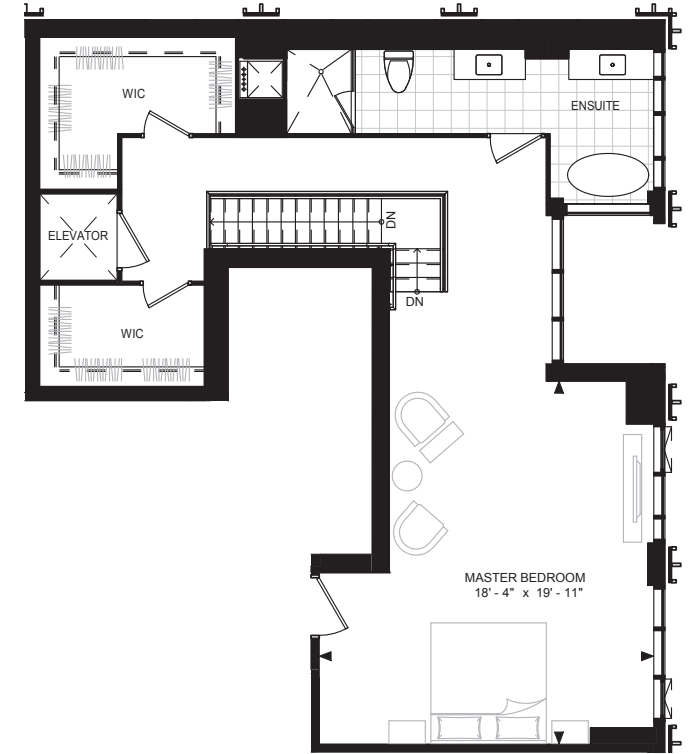 WIC
ENSUITE
ELEVATOR
DN
DN
WIC
MASTER BEDROOM
18' - 4" x 19' - 11"